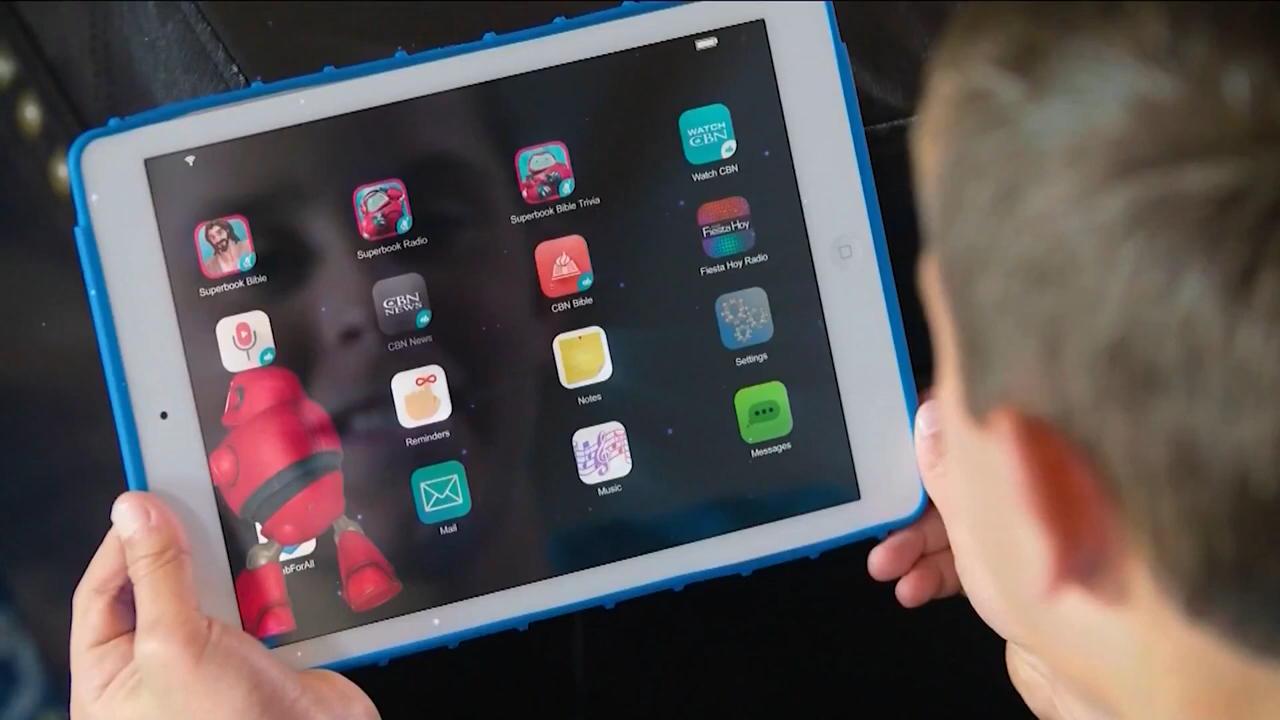 WATCH
CBN
Watch CBN
Superbook Bible Trivia
Superbook Radio
Superbook Bible
Fiesta Hoy
Fiesta Hoy Radio
CBN Bible
CBN
NEWS
CBN News
Settings
Notes
Reminders
Messages
Music
Mail
bForAll